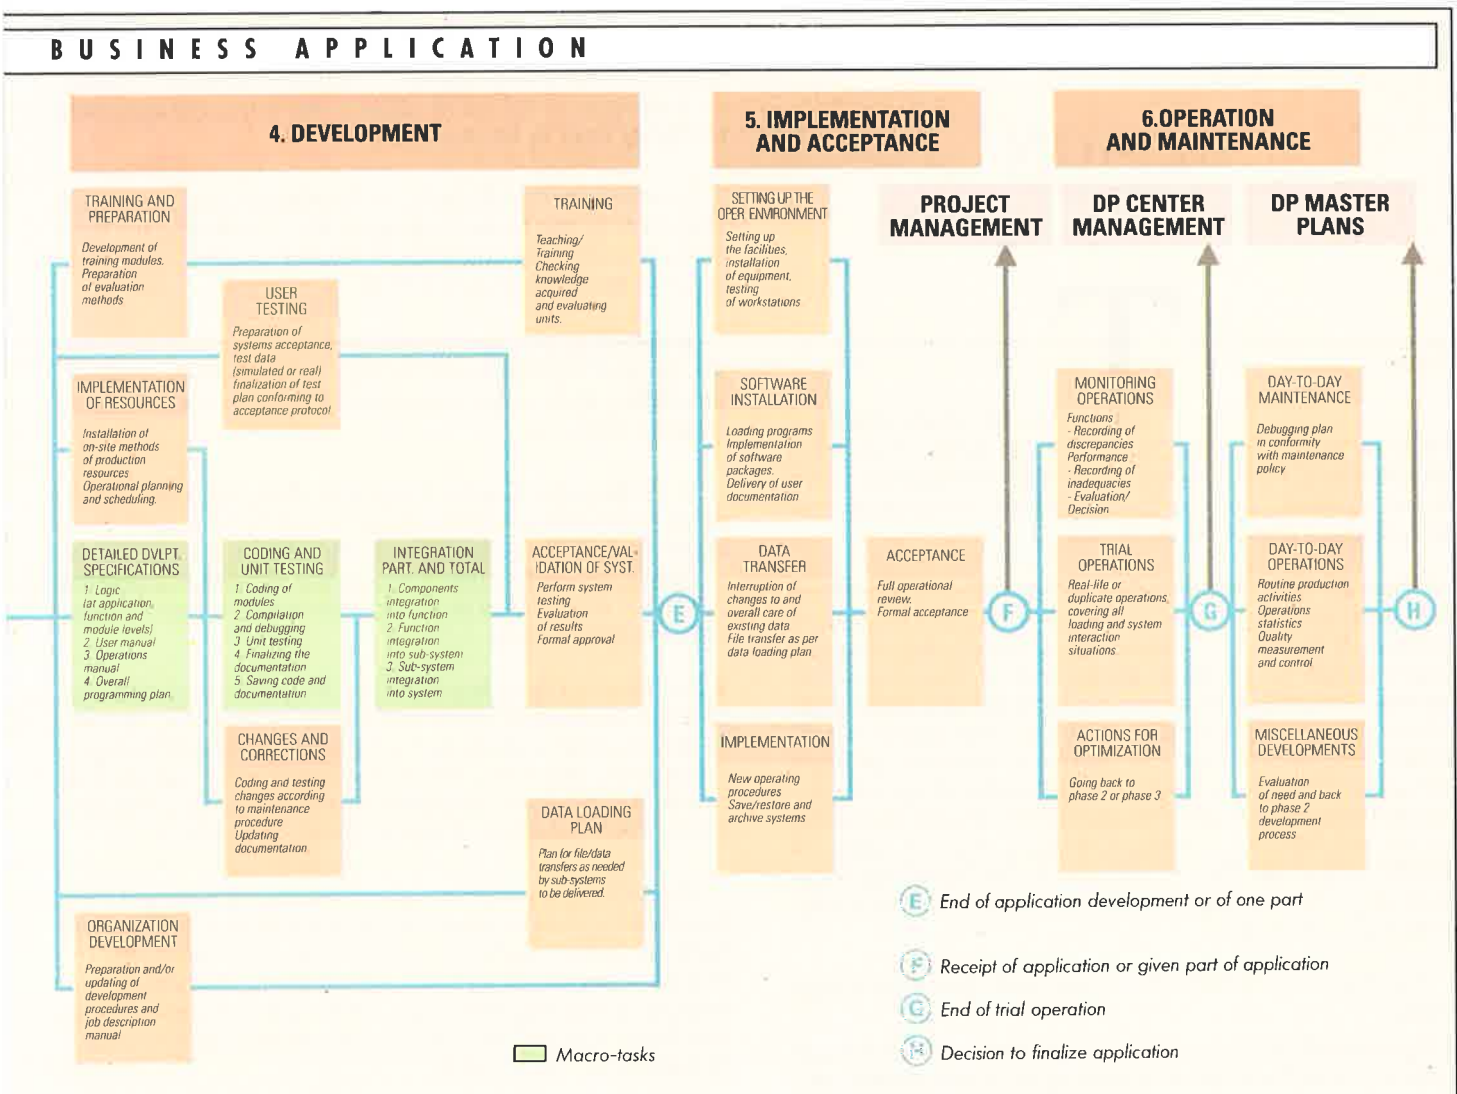 BUSINESS APPLICATION
4. DEVELOPMENT
5. IMPLEMENTATION
AND ACCEPTANCE
6.OPERATION
AND MAINTENANCE
TRAINING AND
PREPARATION
Development of
training modules.
Preparation
of evaluation
methods
USER
TESTING
Preparation of
systems acceptance,
test data
(simulated or real)
finalization of test
plan conforming to
acceptance protocol
TRAINING
Teaching/
Training
Checking
knowledge
acquired
and evaluating
units.
IMPLEMENTATION
OF RESOURCES
Installation of
on-site methods
of production
resources
Operational planning
and scheduling.
DETAILED DVLPT.
SPECIFICATIONS
1. Logic
(at application,
function and
module levels)
2. User manual
3. Operations
manual
4. Overall
programming plan
CODING AND
UNIT TESTING
1. Coding of
modules
2. Compilation
and debugging
3 Unit testing
4. Finalizing the
documentation
5. Saving code and
documentation
INTEGRATION
PART. AND TOTAL
1. Components
integration
into function
2. Function
integration
into sub-system
3. Sub-system
integration
into system
ACCEPTANCE/VAL-
IDATION OF SYST.
Perform system
testing
Evaluation
of results
Formal approval
CHANGES AND
CORRECTIONS
Coding and testing
changes according
to maintenance
procedure
Updating
documentation
DATA LOADING
PLAN
Plan for file/data
transfers as needed
by sub-systems
to be delivered.
ORGANIZATION
DEVELOPMENT
Preparation and/or
updating of
development
procedures and
job description
manual
E
SETTING UP THE
OPER ENVIRONMENT
Setting up
the facilities,
installation
of equipment,
testing
of workstations
SOFTWARE
INSTALLATION
Loading programs
Implementation
of software
packages.
Delivery of user
documentation
DATA
TRANSFER
Interruption of
changes to and
overall care of
existing data
File transfer as per
data loading plan
IMPLEMENTATION
New operating
procedures
Save/restore and
archive systems
ACCEPTANCE
Full operational
review.
Formal acceptance
PROJECT
MANAGEMENT
F
DP CENTER
MANAGEMENT
MONITORING
OPERATIONS
Functions
- Recording of
discrepancies
Performance
- Recording of
inadequacies
- Evaluation/
Decision
TRIAL
OPERATIONS
Real-life or
duplicate operations,
covering all
loading and system
interaction
situations
ACTIONS FOR
OPTIMIZATION
Going back to
phase 2 or phase 3
G
DP MASTER
PLANS
DAY-TO-DAY
MAINTENANCE
Debugging plan
in conformity
with maintenance
policy
DAY-TO-DAY
OPERATIONS
Routine production
activities
Operations
statistics
Quality
measurement
and control
MISCELLANEOUS
DEVELOPMENTS
Evaluation
of need and back
to phase 2
development
process
H
E End of application development or of one part
F Receipt of application or given part of application
G End of trial operation
H Decision to finalize application
Macro-tasks